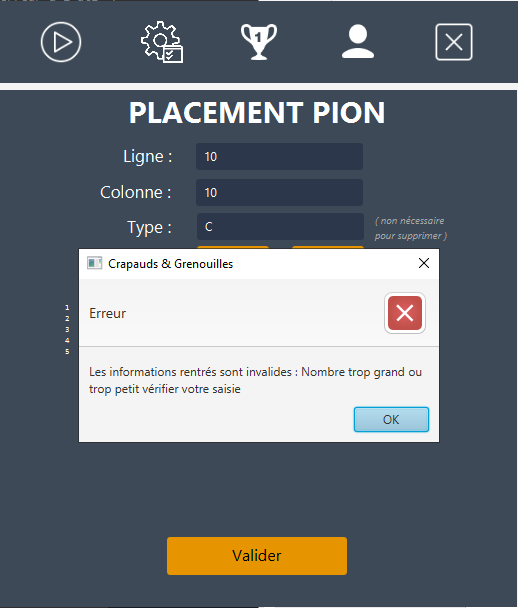 1
PLACEMENT PION
Ligne : 10
Colonne : 10
Type : C
( non nécessaire
pour supprimer )
Crapauds & Grenouilles
Erreur
1
2
3
4
5
Les informations rentrés sont invalides : Nombre trop grand ou
trop petit vérifier votre saisie
OK
Valider